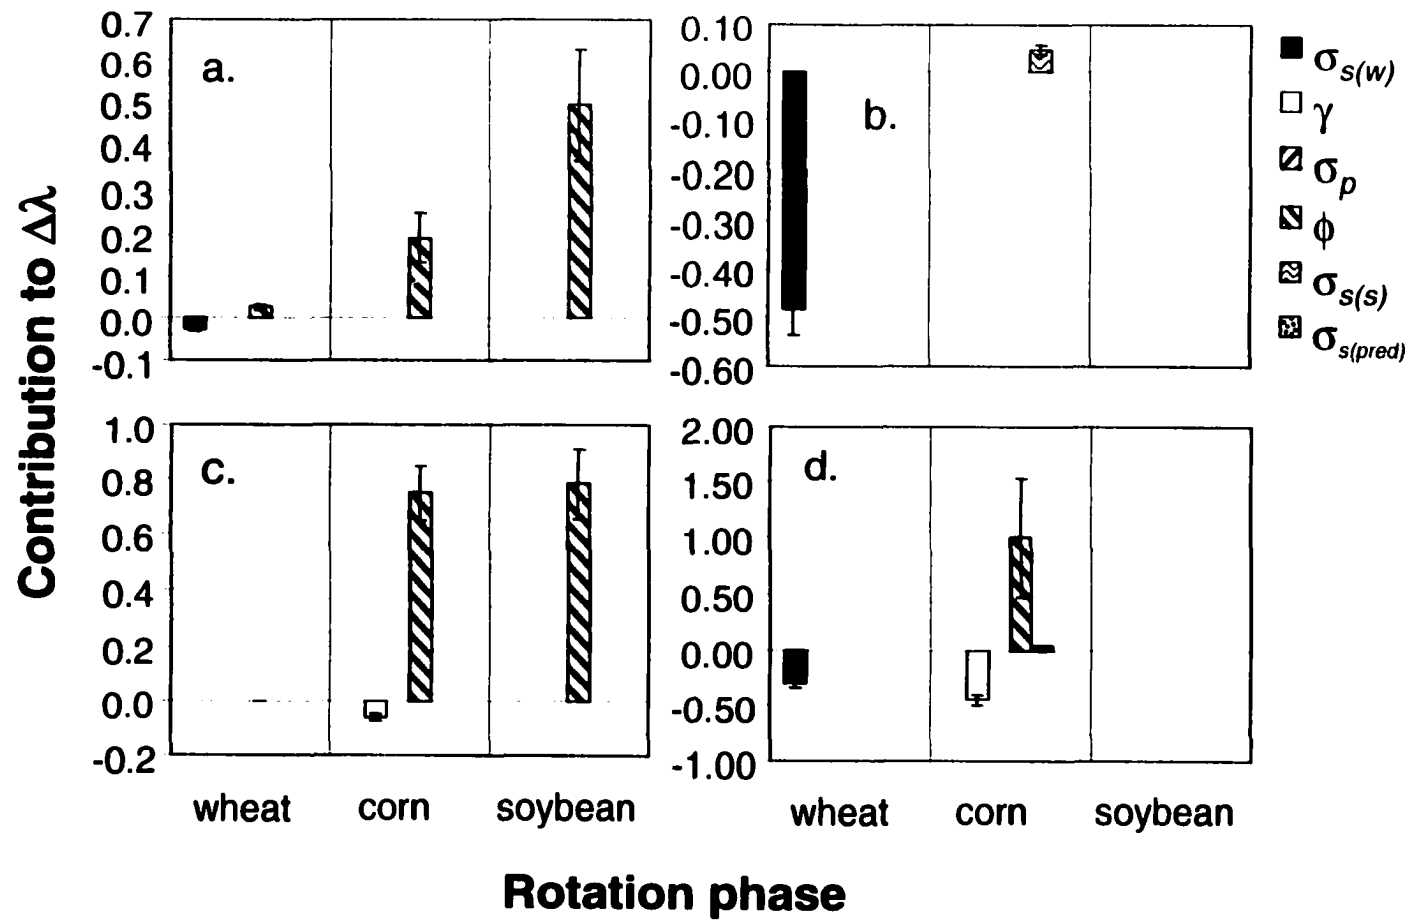 Contribution to Δλ
0.7
0.6
0.5
0.4
0.3
0.2
0.1
0.0
-0.1
a.
0.10
0.00
-0.10
-0.20
-0.30
-0.40
-0.50
-0.60
b.
σs(w)
γ
σp
ϕ
σs(s)
σs(pred)
1.0
0.8
0.6
0.4
0.2
0.0
-0.2
c.
2.00
1.50
1.00
0.50
0.00
-0.50
-1.00
d.
wheat corn soybean
wheat corn soybean
Rotation phase